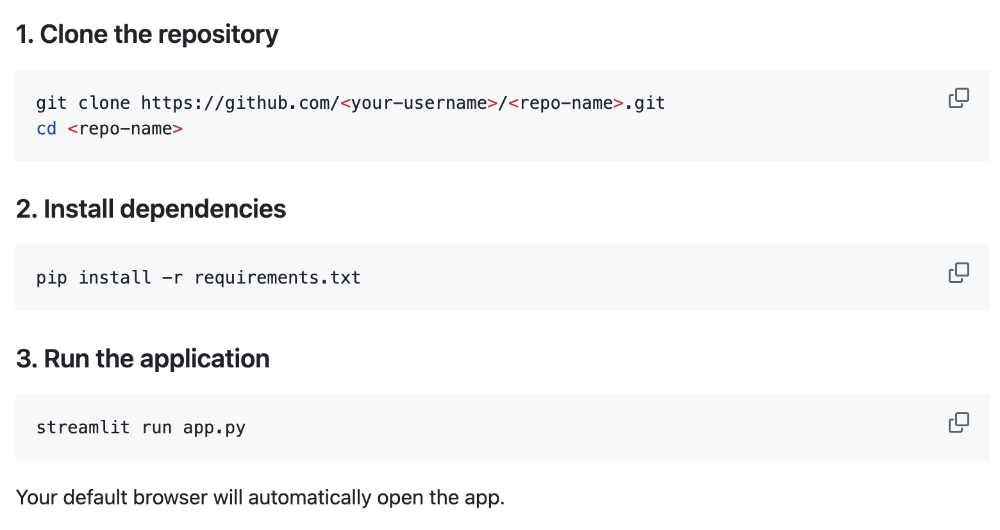 1. Clone the repository
git clone https://github.com/<your-username>/<repo-name>.git
cd <repo-name>
2. Install dependencies
pip install -r requirements.txt
3. Run the application
streamlit run app.py
Your default browser will automatically open the app.